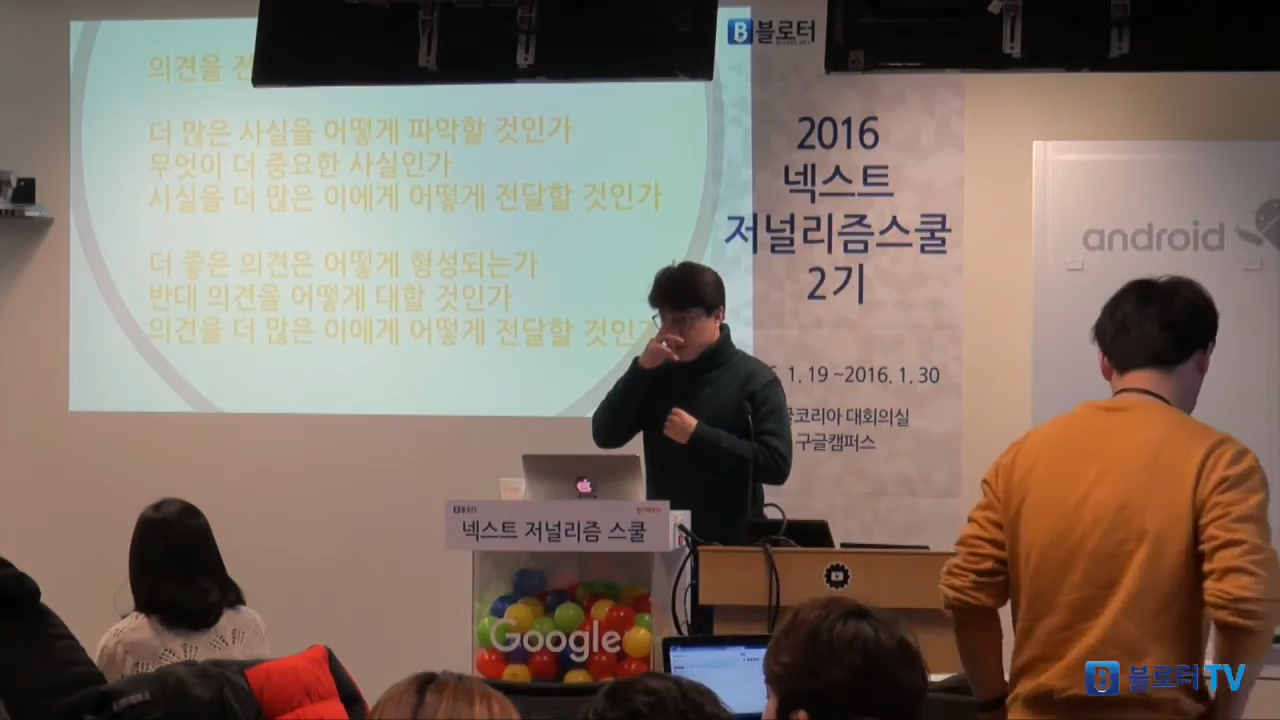 의견을
더 많은 사실을 어떻게 파악할 것인가
무엇이 더 중요한 사실인가
사실을 더 많은 이에게 어떻게 전달할 것인가
더 좋은 의견은 어떻게 형성되는가
반대 의견을 어떻게 대할 것인가
의견을 더 많은 이에게 어떻게 전달할 것인가
B 블로터
2016
넥스트
저널리즘스쿨
2기
1. 19 ~2016. 1. 30
대회의실
구글캠퍼스
android
넥스트 저널리즘 스쿨
Google
B 블로터TV